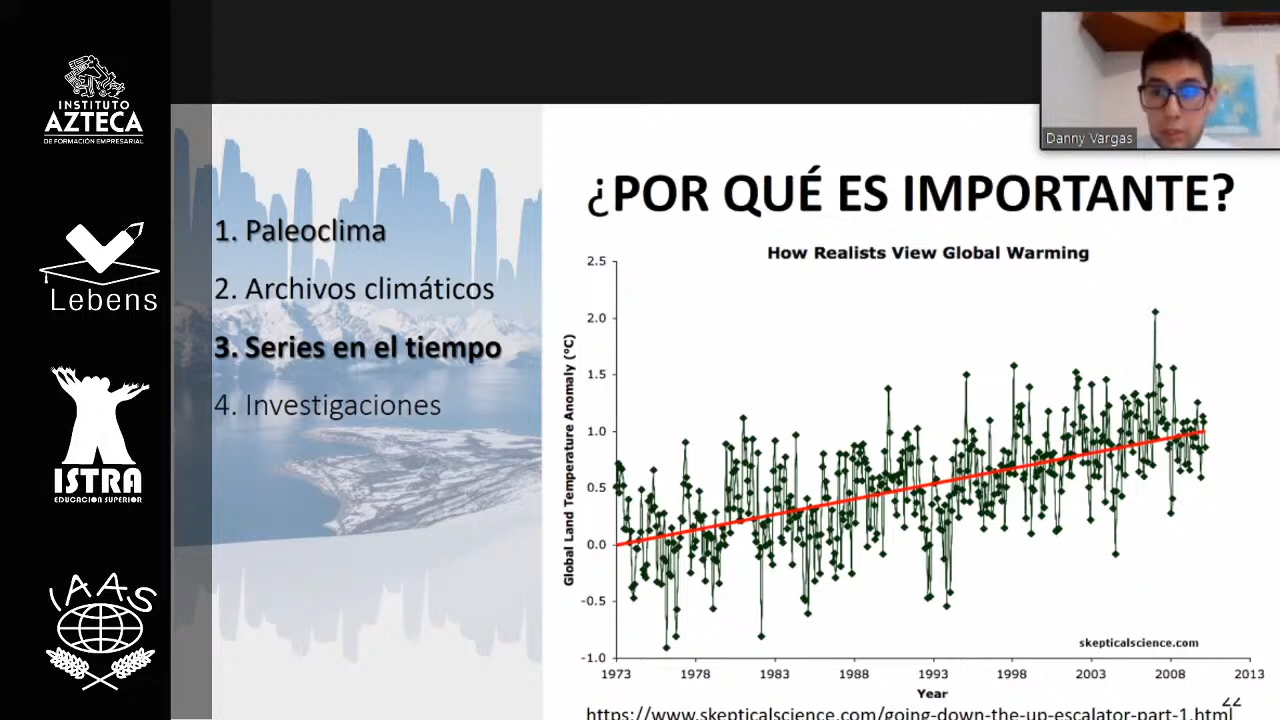 INSTITUTO
AZTECA
DE FORMACIÓN EMPRESARIAL
Lebens
ISTRA
EDUCACION SUPERIOR
IAAS
1. Paleoclima
2. Archivos climáticos
3. Series en el tiempo
4. Investigaciones
Danny Vargas
¿POR QUÉ ES IMPORTANTE?
How Realists View Global Warming
Global Land Temperature Anomaly (°C)
2.5
2.0
1.5
1.0
0.5
0.0
-0.5
-1.0
skepticalscience.com
1973 1978 1983 1988 1993 1998 2003 2008 2013
Year
22
https://www.skepticalscience.com/going-down-the-up-escalator-part-1.html